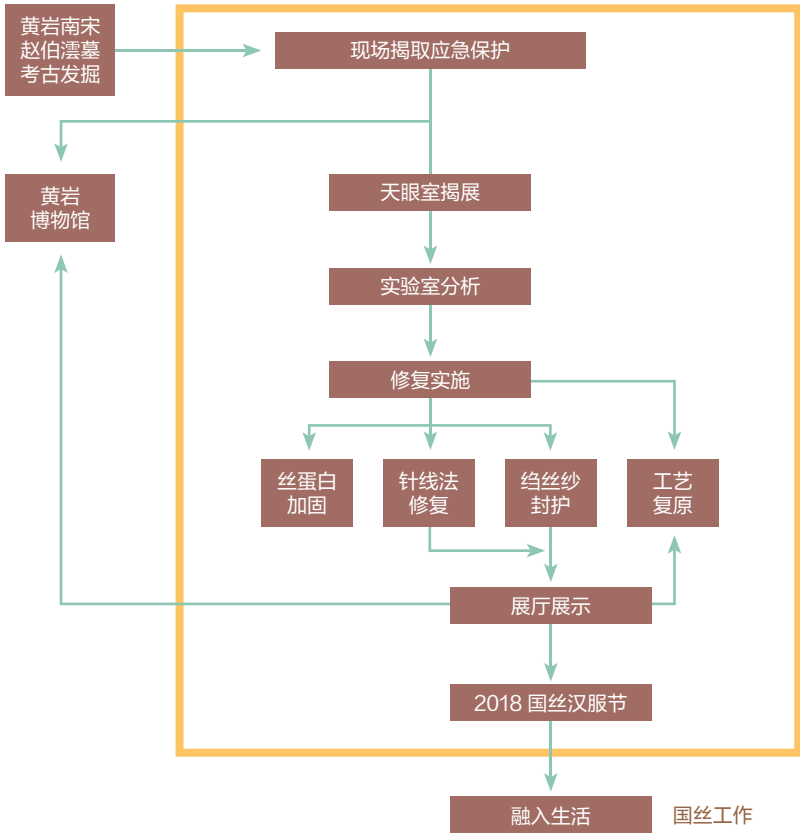 黄岩南宋
赵伯澐墓
考古发掘
现场揭取应急保护
黄岩
博物馆
天眼室揭展
实验室分析
修复实施
丝蛋白
加固
针线法
修复
绉丝纱
封护
工艺
复原
展厅展示
2018 国丝汉服节
融入生活
国丝工作